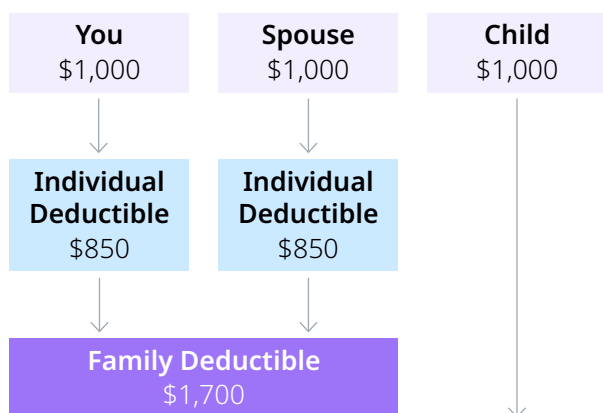 You
$1,000
Spouse
$1,000
Child
$1,000
Individual
Deductible
$850
Individual
Deductible
$850
Family Deductible
$1,700